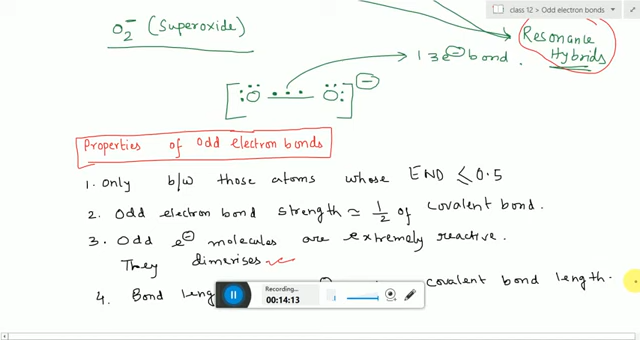 class 12 > Odd electron bonds
O2⁻ (Superoxide)
Resonance
Hybrids
1 3e⊖ bond.
[:Ö ... Ö:]⊖
Properties of Odd electron bonds
1. Only b/w those atoms whose END ≤ 0.5
2. Odd electron bond strength ≃ 1/2 of covalent bond.
3. Odd e⊖ molecules are extremely reactive.
They dimerises
4. Bond covalent bond length.
Recording...
00:14:13